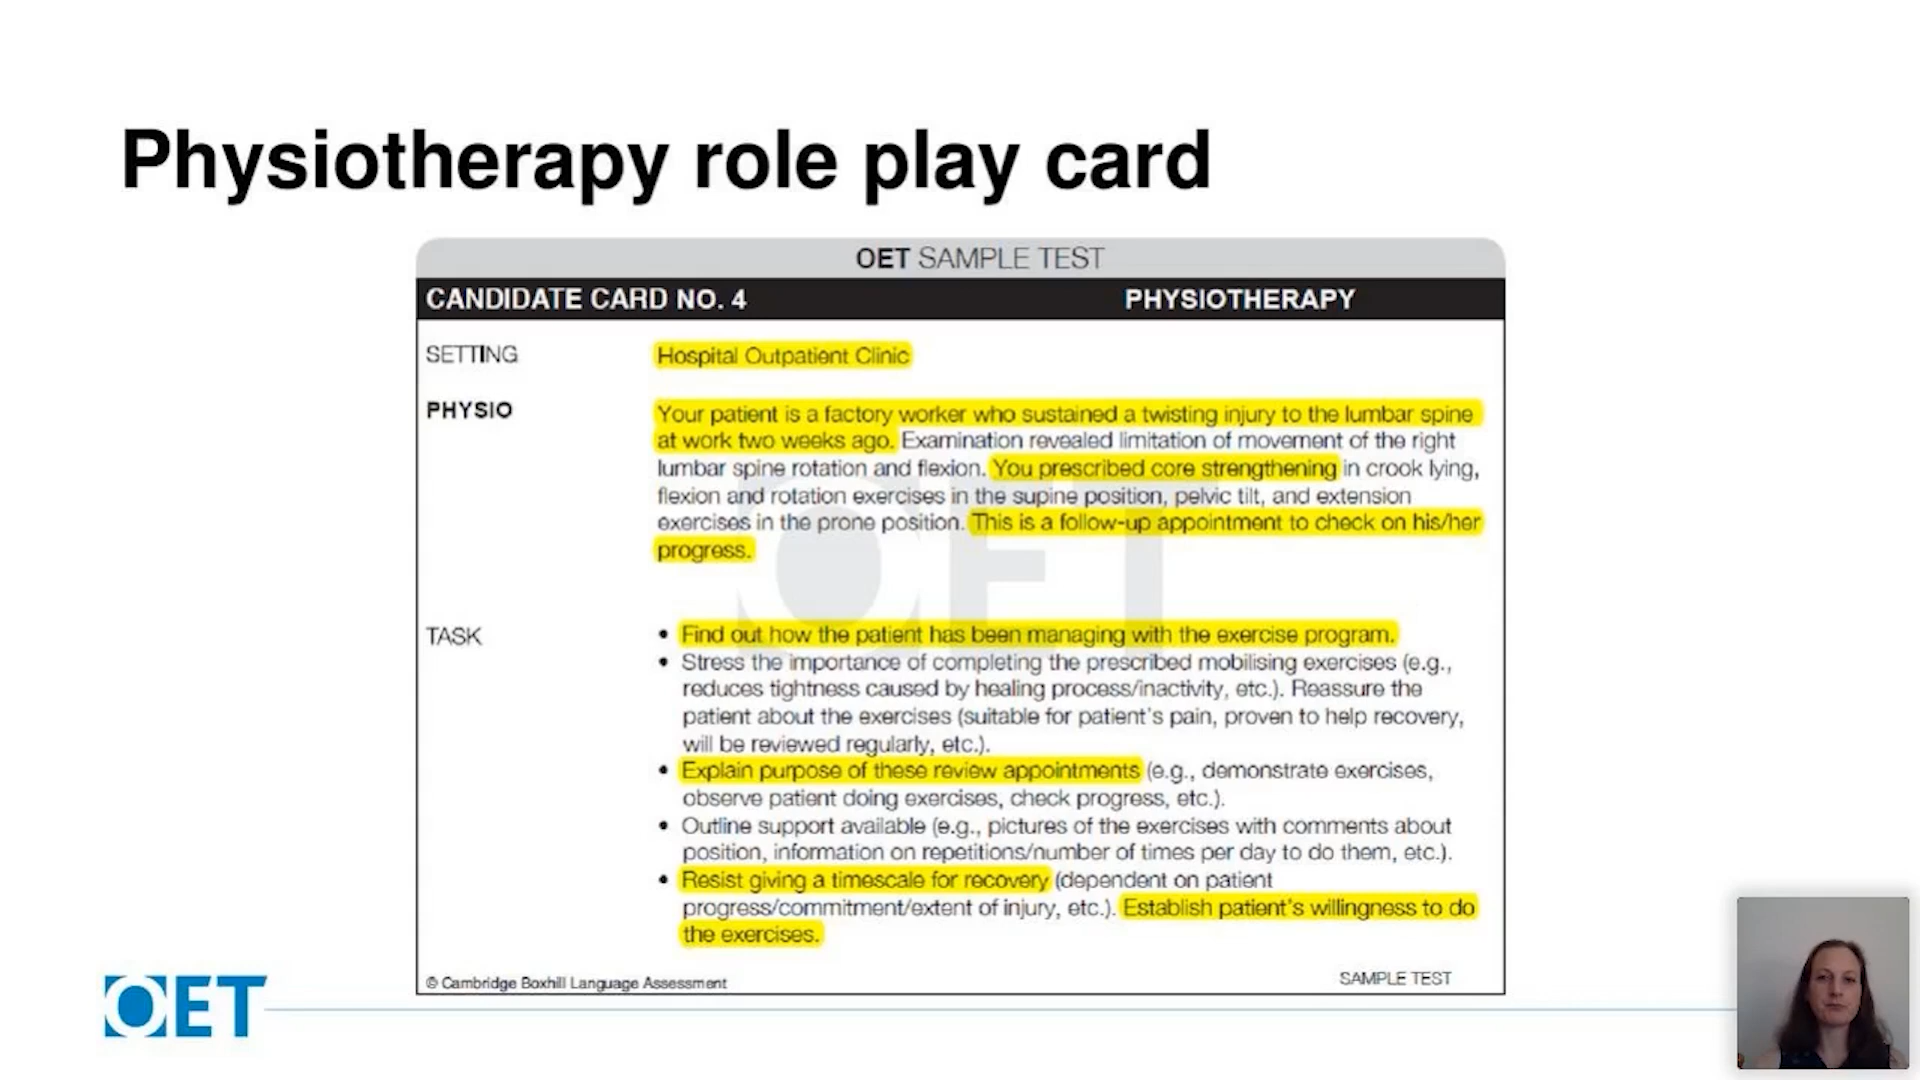 Physiotherapy role play card
OET SAMPLE TEST
CANDIDATE CARD NO. 4 PHYSIOTHERAPY
SETTING Hospital Outpatient Clinic
PHYSIO Your patient is a factory worker who sustained a twisting injury to the lumbar spine
at work two weeks ago. Examination revealed limitation of movement of the right
lumbar spine rotation and flexion. You prescribed core strengthening in crook lying,
flexion and rotation exercises in the supine position, pelvic tilt, and extension
exercises in the prone position. This is a follow-up appointment to check on his/her
progress.
OET
TASK • Find out how the patient has been managing with the exercise program.
• Stress the importance of completing the prescribed mobilising exercises (e.g.,
reduces tightness caused by healing process/inactivity, etc.). Reassure the
patient about the exercises (suitable for patient's pain, proven to help recovery,
will be reviewed regularly, etc.).
• Explain purpose of these review appointments (e.g., demonstrate exercises,
observe patient doing exercises, check progress, etc.).
• Outline support available (e.g., pictures of the exercises with comments about
position, information on repetitions/number of times per day to do them, etc.).
• Resist giving a timescale for recovery (dependent on patient
progress/commitment/extent of injury, etc.). Establish patient's willingness to do
the exercises.
© Cambridge Boxhill Language Assessment SAMPLE TEST
OET